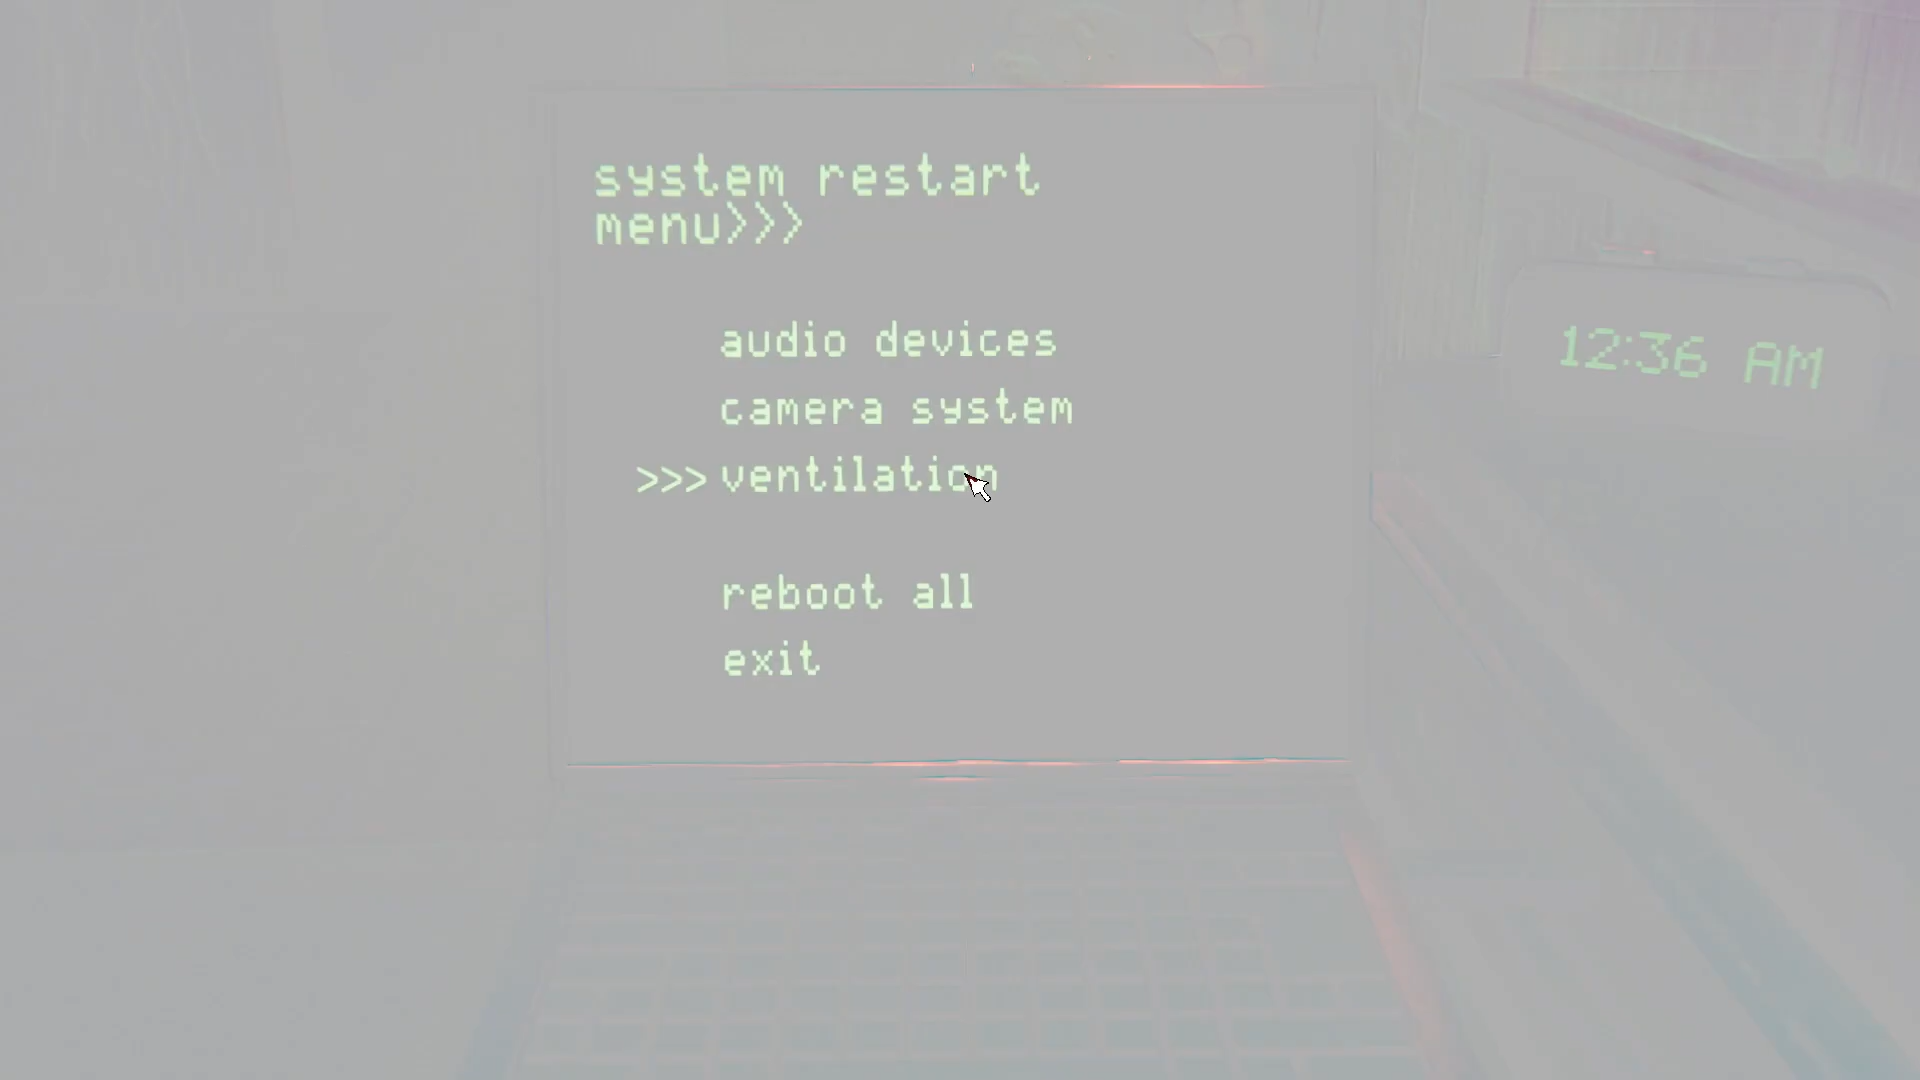 system restart
menu>>>
audio devices
camera system
>>>ventilation
reboot all
exit
12:36 AM